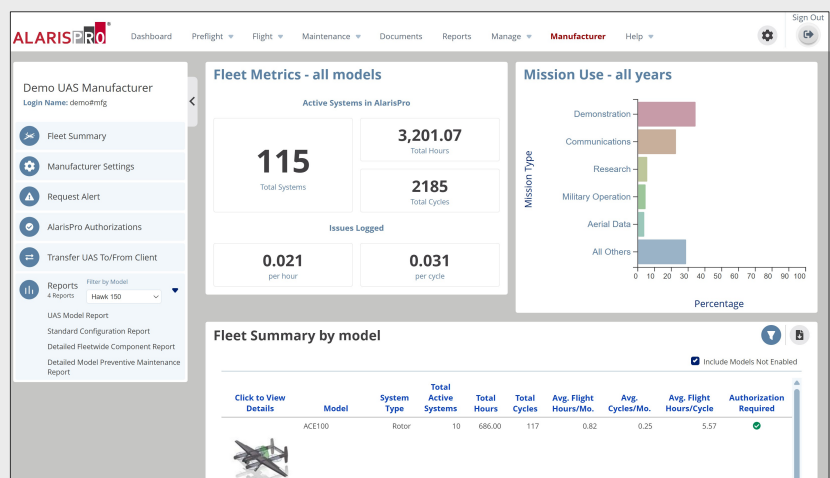 Sign Out
ALARISPRO®
Dashboard Preflight Flight Maintenance Documents Reports Manage Manufacturer Help
Demo UAS Manufacturer
Login Name: demo#mfg
Fleet Summary
Manufacturer Settings
Request Alert
AlarisPro Authorizations
Transfer UAS To/From Client
Reports
4 Reports
Filter by Model
Hawk 150
UAS Model Report
Standard Configuration Report
Detailed Fleetwide Component Report
Detailed Model Preventive Maintenance
Report
Fleet Metrics - all models
Active Systems in AlarisPro
115
Total Systems
3,201.07
Total Hours
2185
Total Cycles
Issues Logged
0.021
per hour
0.031
per cycle
Mission Use - all years
Mission Type
Demonstration
Communications
Research
Military Operation
Aerial Data
All Others
0 10 20 30 40 50 60 70 80 90 100
Percentage
Fleet Summary by model
Include Models Not Enabled
Click to View
Details
Model
System
Type
Total
Active
Systems
Total
Hours
Total
Cycles
Avg. Flight
Hours/Mo.
Avg.
Cycles/Mo.
Avg. Flight
Hours/Cycle
Authorization
Required
ACE100 Rotor 10 686.00 117 0.82 0.25 5.57